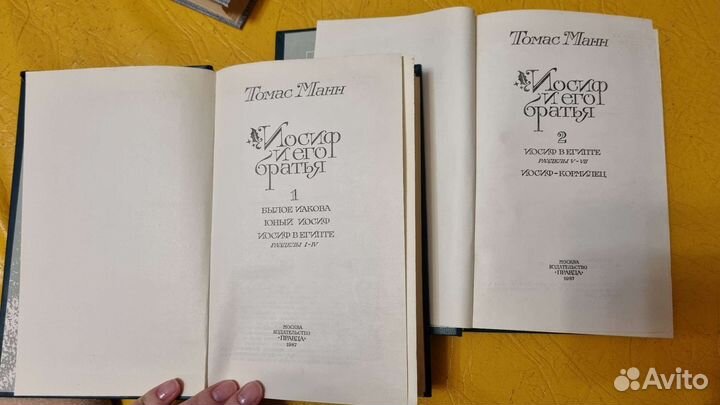 Томас Манн
Иосиф
и его
братья
1
Былое Иакова
Юный Иосиф
Иосиф в Египте
Разделы I–IV
Москва
Издательство
«Правда»
1987
Томас Манн
Иосиф
и его
братья
2
Иосиф в Египте
Разделы V–VII
Иосиф-кормилец
Москва
Издательство
«Правда»
1987
Avito